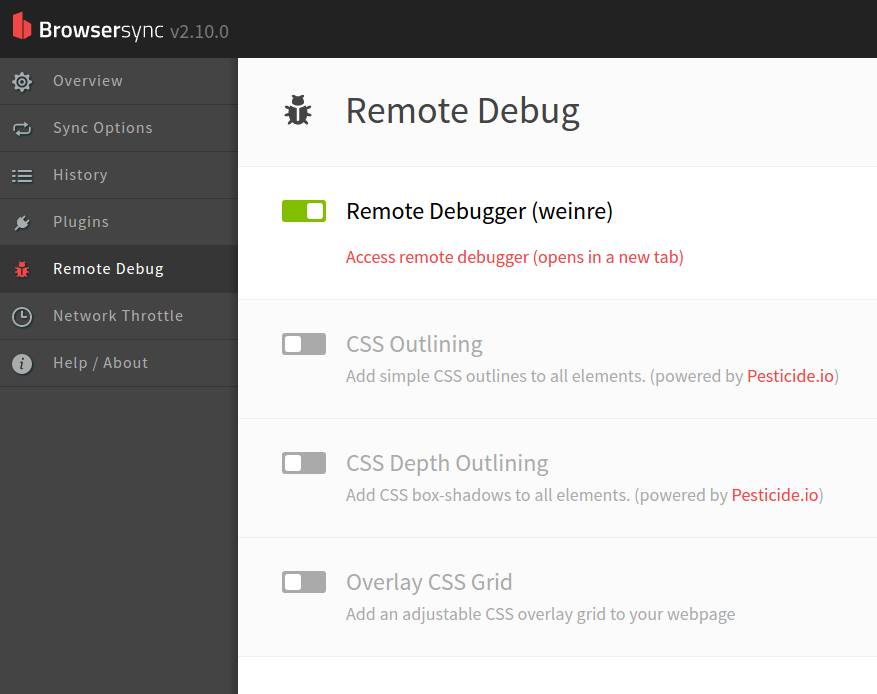 Browsersync v2.10.0
Overview
Sync Options
History
Plugins
Remote Debug
Network Throttle
Help / About
Remote Debug
Remote Debugger (weinre)
Access remote debugger (opens in a new tab)
CSS Outlining
Add simple CSS outlines to all elements. (powered by Pesticide.io)
CSS Depth Outlining
Add CSS box-shadows to all elements. (powered by Pesticide.io)
Overlay CSS Grid
Add an adjustable CSS overlay grid to your webpage